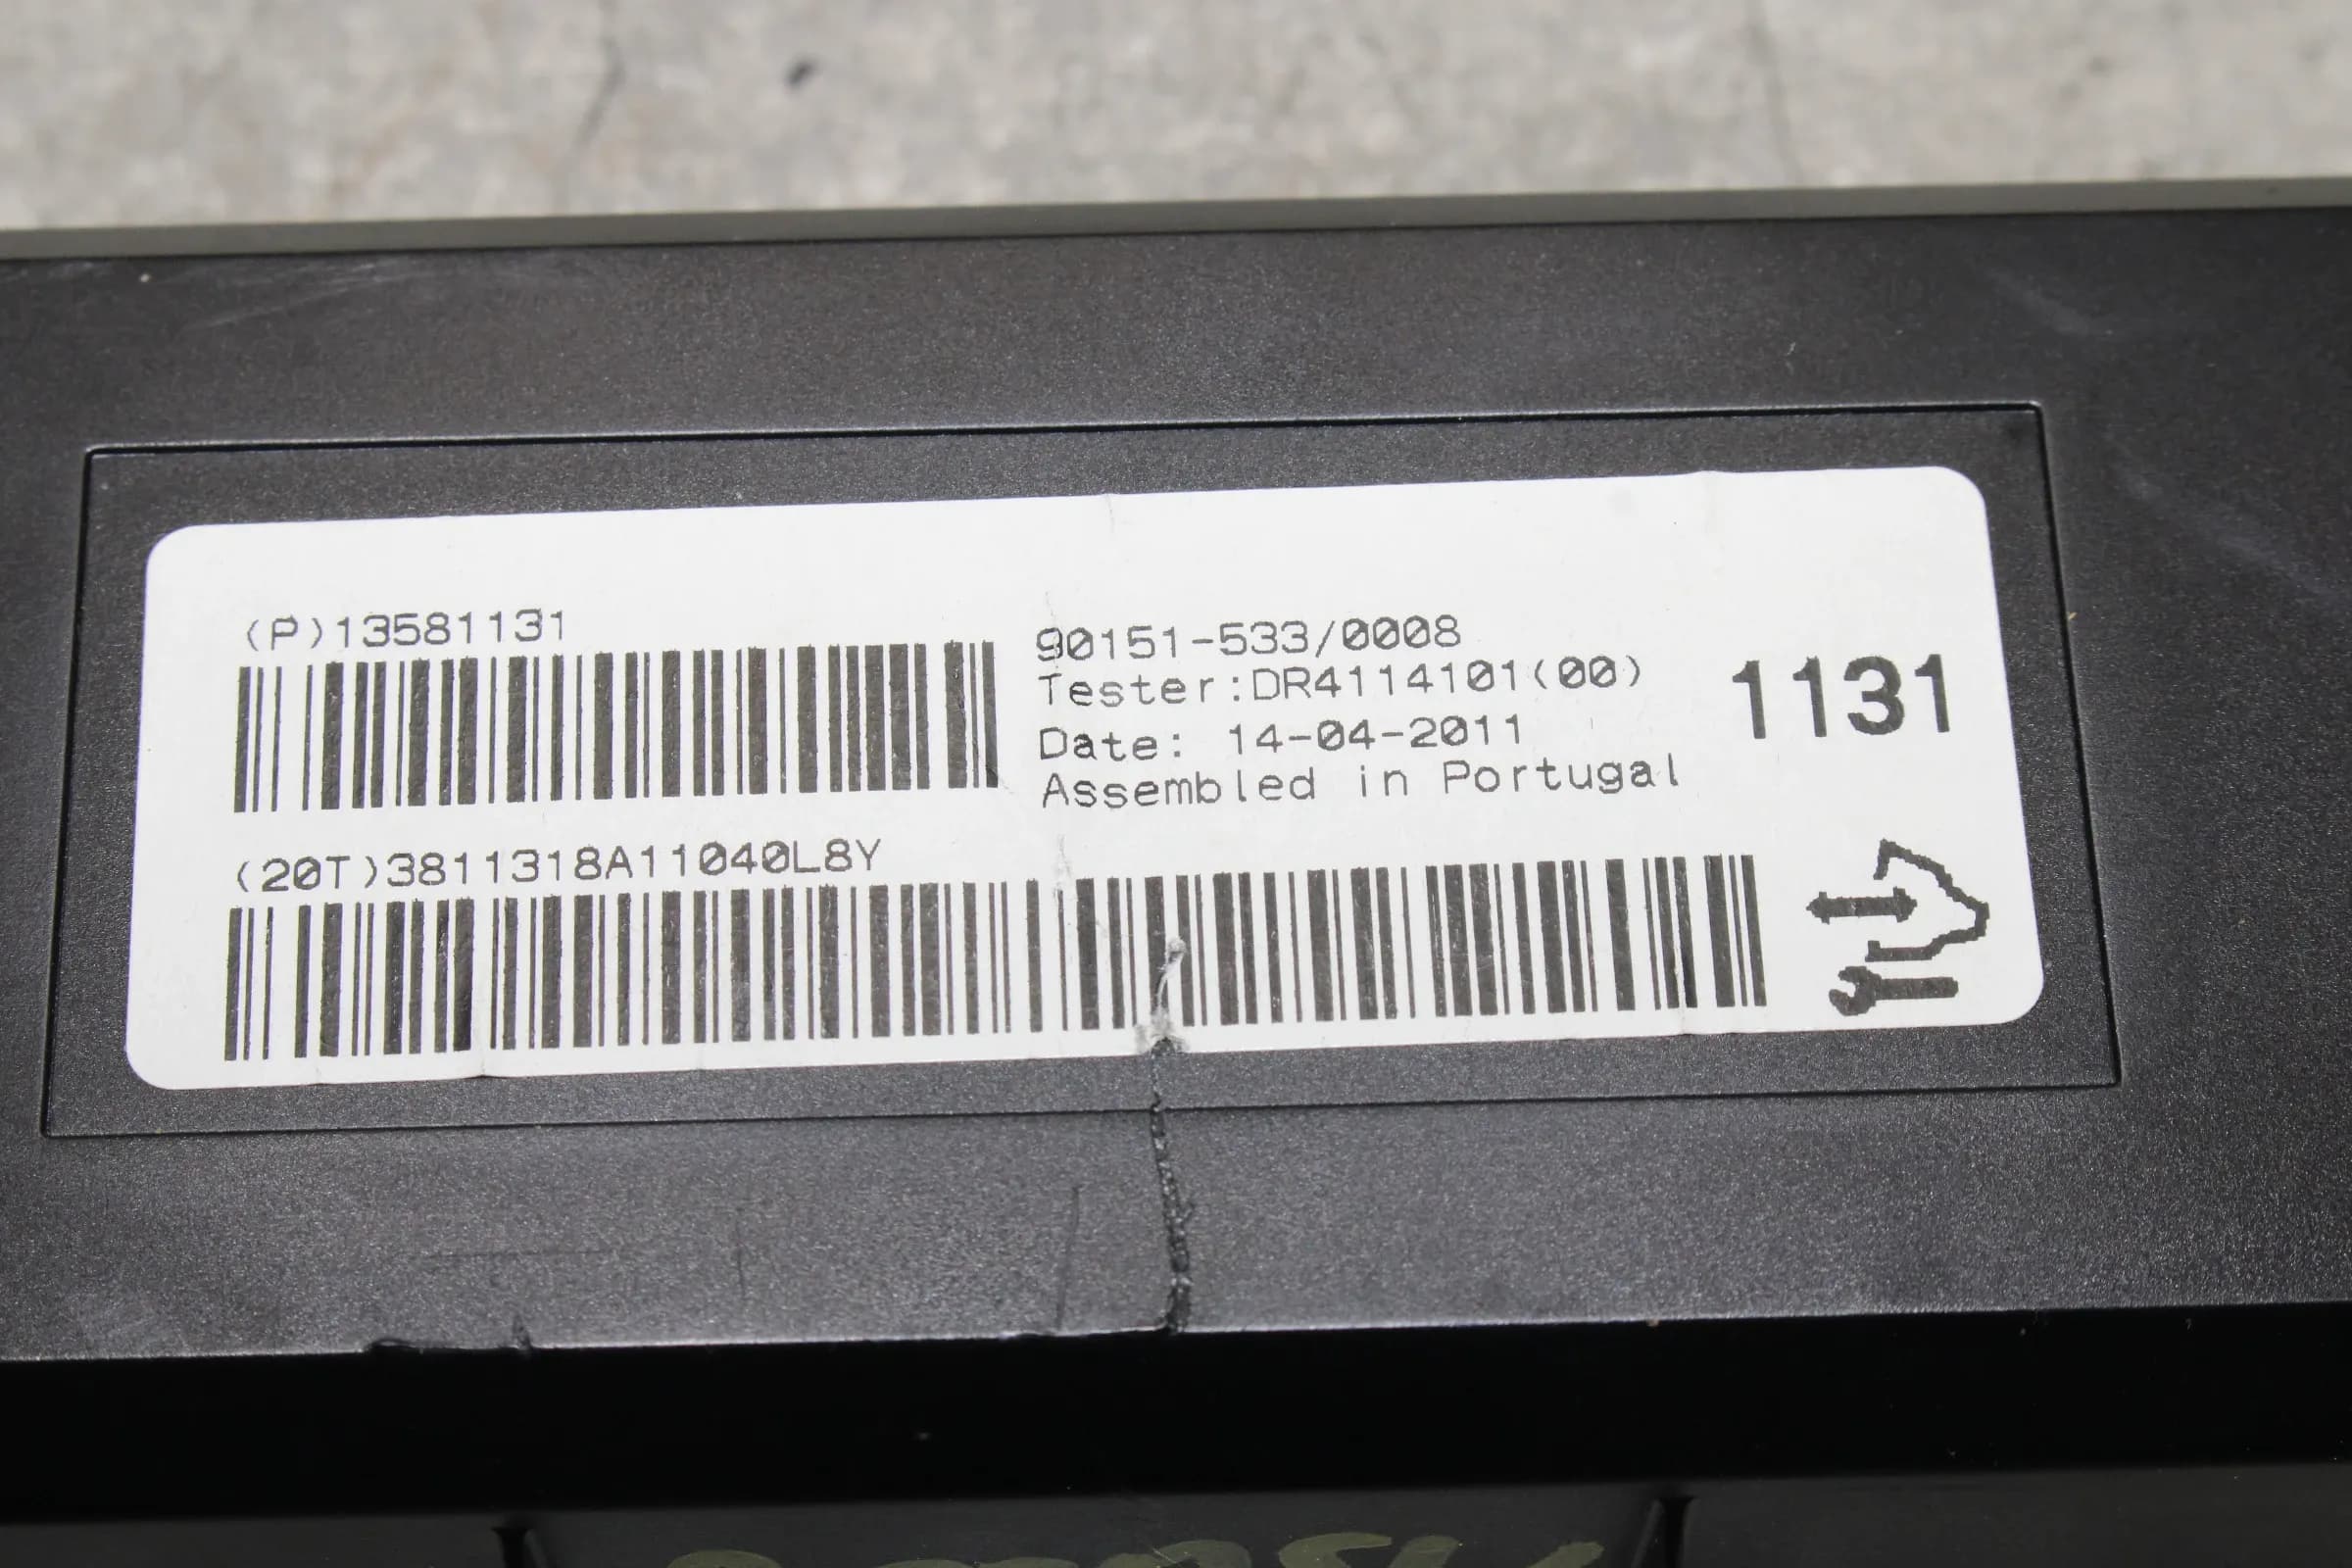 (P)13581131
90151-533/0008
Tester:DR4114101(00)
Date: 14-04-2011
Assembled in Portugal
1131
(20T)3811318A11040L8Y